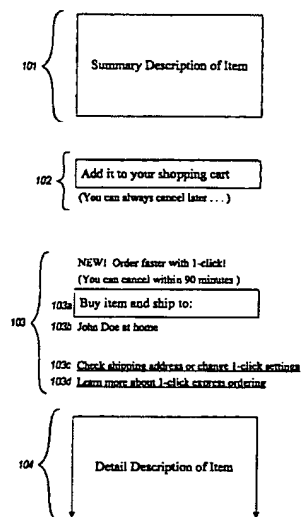 101
Summary Description of Item
102
Add it to your shopping cart
(You can always cancel later . . . )
103
NEW! Order faster with 1-click!
(You can cancel within 90 minutes )
103a
Buy item and ship to:
103b John Doe at home
103c Check shipping address or change 1-click settings
103d Learn more about 1-click express ordering
104
Detail Description of Item